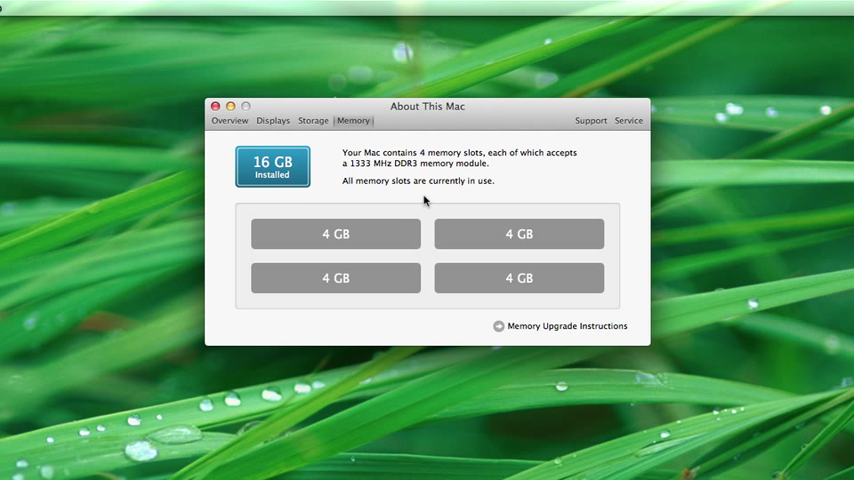 About This Mac
Overview Displays Storage Memory Support Service
16 GB
Installed
Your Mac contains 4 memory slots, each of which accepts
a 1333 MHz DDR3 memory module.
All memory slots are currently in use.
4 GB 4 GB
4 GB 4 GB
Memory Upgrade Instructions